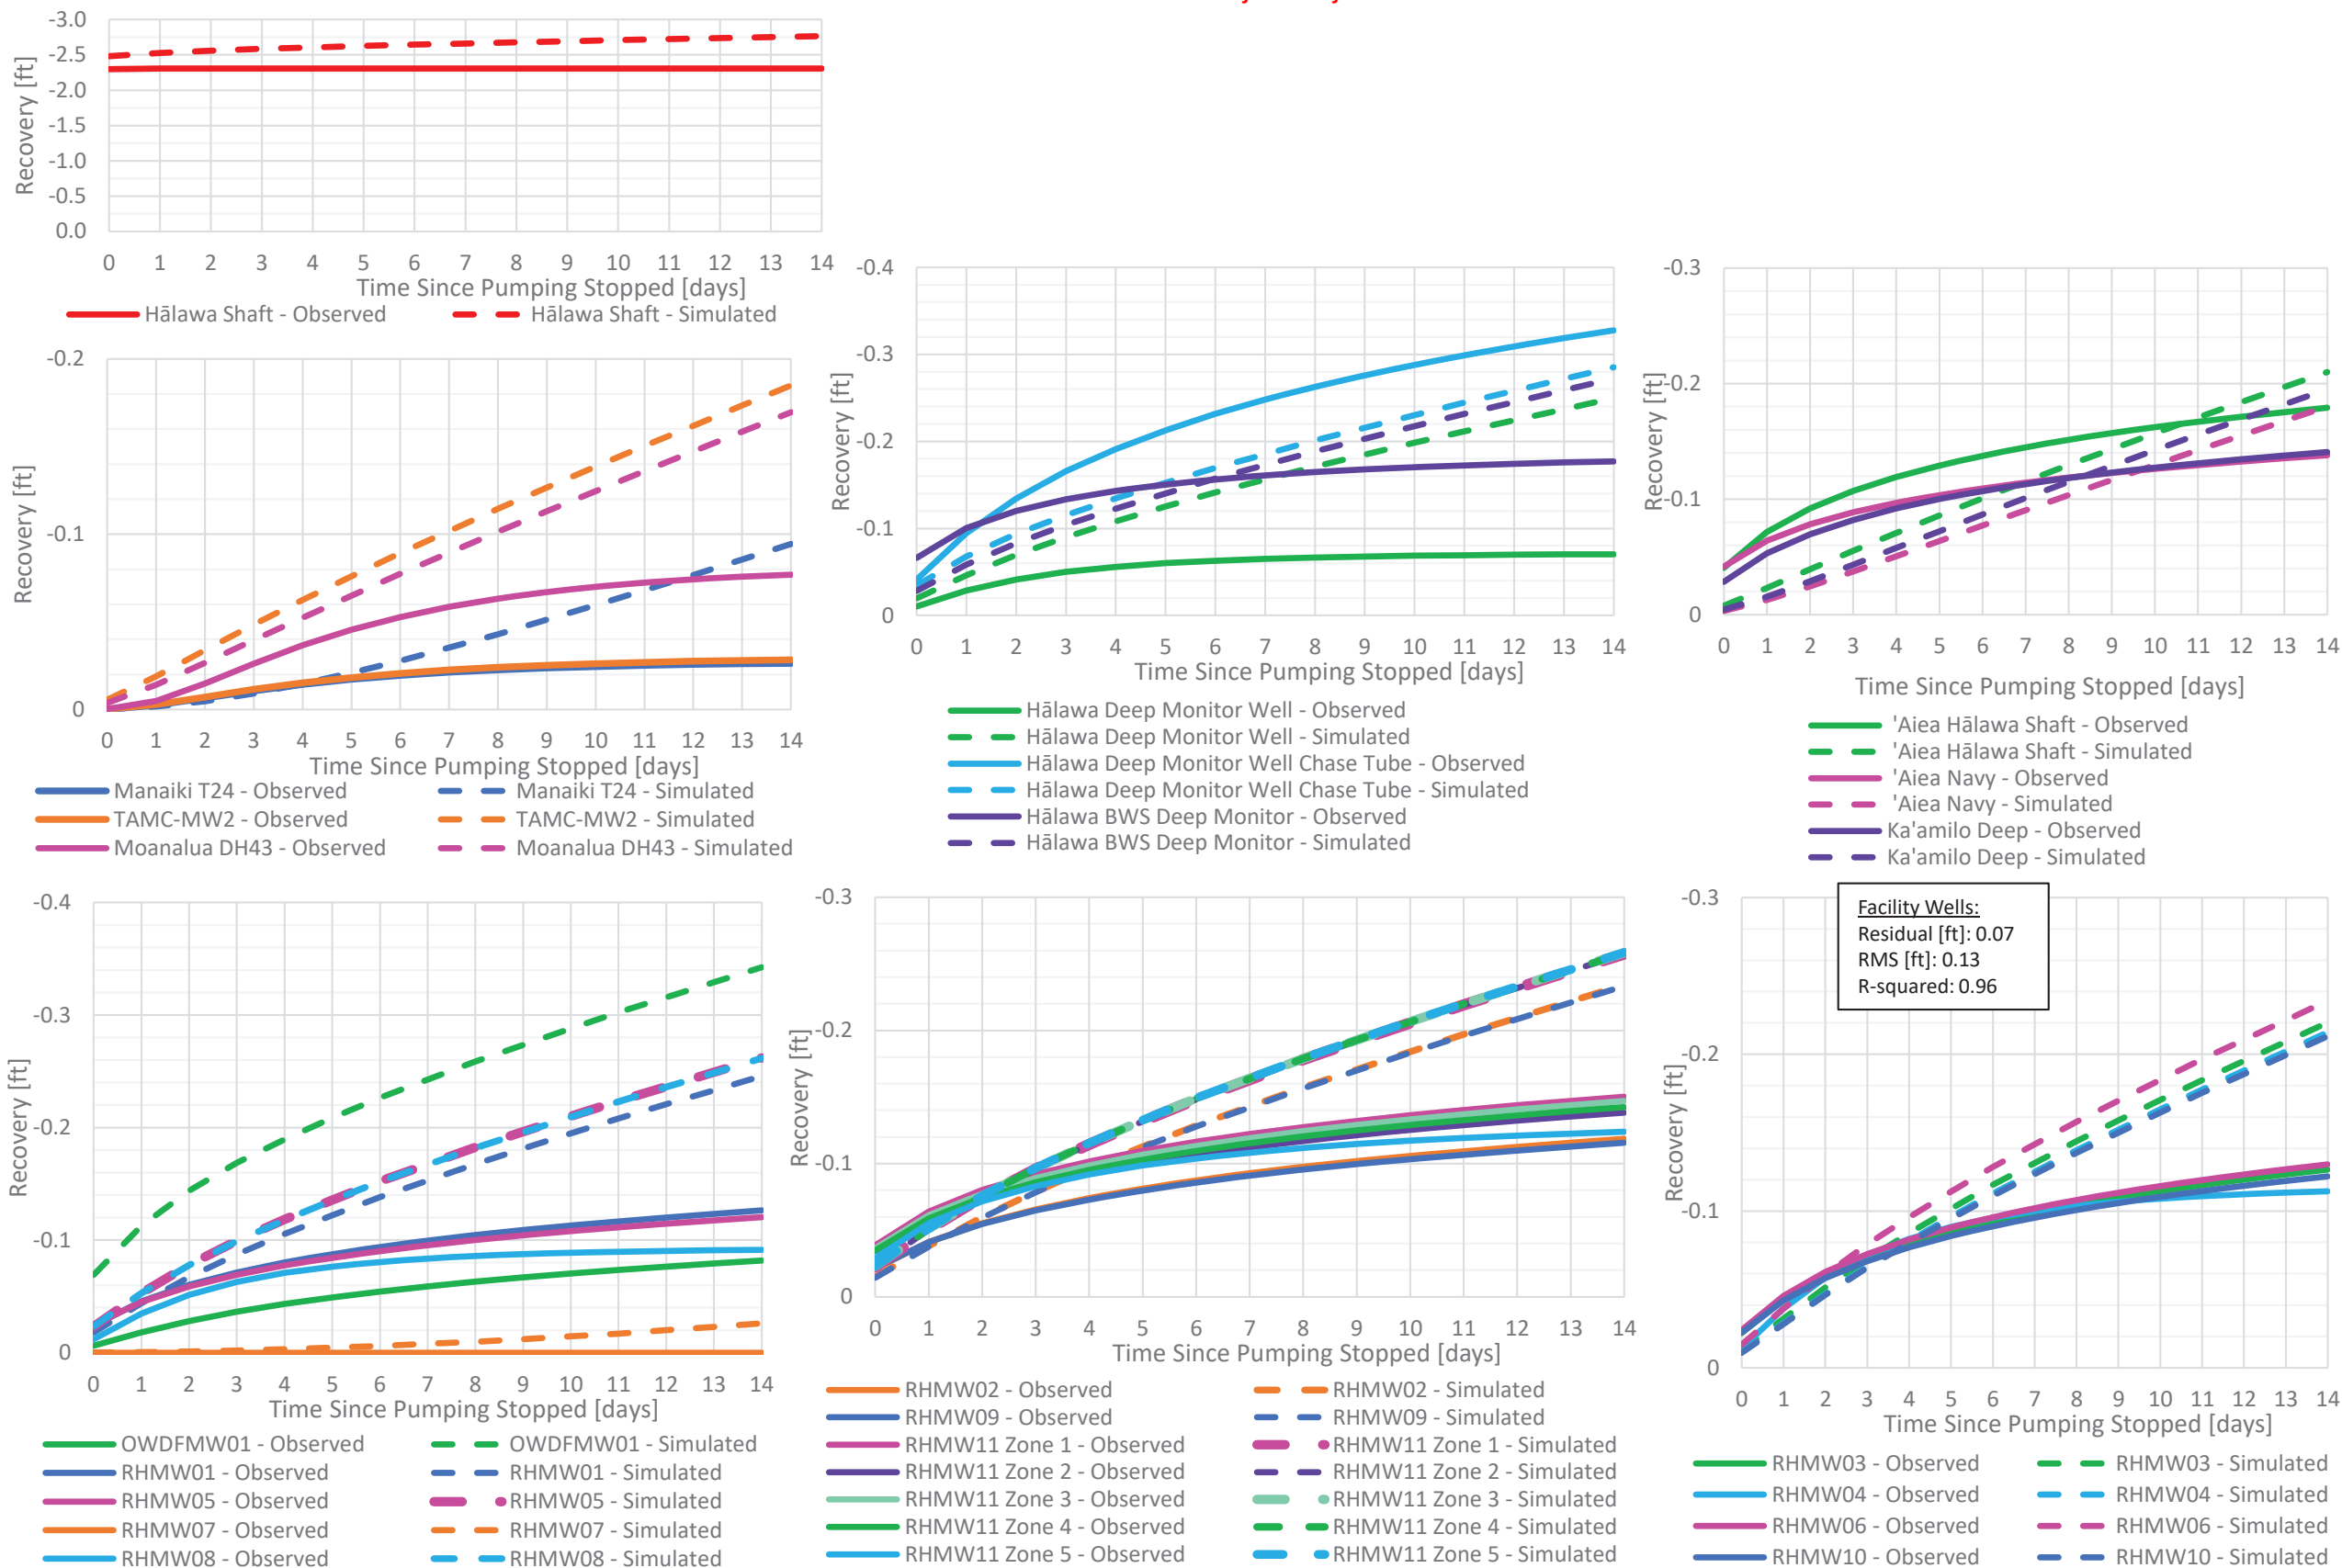 -3.0
-2.5
-2.0
-1.5
-1.0
-0.5
0.0
Recovery [ft]
0 1 2 3 4 5 6 7 8 9 10 11 12 13 14
Time Since Pumping Stopped [days]
Hālawa Shaft - Observed Hālawa Shaft - Simulated
-0.2
-0.1
0
Recovery [ft]
0 1 2 3 4 5 6 7 8 9 10 11 12 13 14
Time Since Pumping Stopped [days]
Manaiki T24 - Observed Manaiki T24 - Simulated
TAMC-MW2 - Observed TAMC-MW2 - Simulated
Moanalua DH43 - Observed Moanalua DH43 - Simulated
-0.4
-0.3
-0.2
-0.1
0
Recovery [ft]
0 1 2 3 4 5 6 7 8 9 10 11 12 13 14
Time Since Pumping Stopped [days]
Hālawa Deep Monitor Well - Observed
Hālawa Deep Monitor Well - Simulated
Hālawa Deep Monitor Well Chase Tube - Observed
Hālawa Deep Monitor Well Chase Tube - Simulated
Hālawa BWS Deep Monitor - Observed
Hālawa BWS Deep Monitor - Simulated
-0.3
-0.2
-0.1
0
Recovery [ft]
0 1 2 3 4 5 6 7 8 9 10 11 12 13 14
Time Since Pumping Stopped [days]
'Aiea Hālawa Shaft - Observed
'Aiea Hālawa Shaft - Simulated
'Aiea Navy - Observed
'Aiea Navy - Simulated
Ka'amilo Deep - Observed
Ka'amilo Deep - Simulated
-0.4
-0.3
-0.2
-0.1
0
Recovery [ft]
0 1 2 3 4 5 6 7 8 9 10 11 12 13 14
Time Since Pumping Stopped [days]
OWDFMW01 - Observed OWDFMW01 - Simulated
RHMW01 - Observed RHMW01 - Simulated
RHMW05 - Observed RHMW05 - Simulated
RHMW07 - Observed RHMW07 - Simulated
RHMW08 - Observed RHMW08 - Simulated
-0.3
-0.2
-0.1
0
Recovery [ft]
0 1 2 3 4 5 6 7 8 9 10 11 12 13 14
Time Since Pumping Stopped [days]
RHMW02 - Observed RHMW02 - Simulated
RHMW09 - Observed RHMW09 - Simulated
RHMW11 Zone 1 - Observed RHMW11 Zone 1 - Simulated
RHMW11 Zone 2 - Observed RHMW11 Zone 2 - Simulated
RHMW11 Zone 3 - Observed RHMW11 Zone 3 - Simulated
RHMW11 Zone 4 - Observed RHMW11 Zone 4 - Simulated
RHMW11 Zone 5 - Observed RHMW11 Zone 5 - Simulated
Facility Wells:
Residual [ft]: 0.07
RMS [ft]: 0.13
R-squared: 0.96
-0.3
-0.2
-0.1
0
Recovery [ft]
0 1 2 3 4 5 6 7 8 9 10 11 12 13 14
Time Since Pumping Stopped [days]
RHMW03 - Observed RHMW03 - Simulated
RHMW04 - Observed RHMW04 - Simulated
RHMW06 - Observed RHMW06 - Simulated
RHMW10 - Observed RHMW10 - Simulated